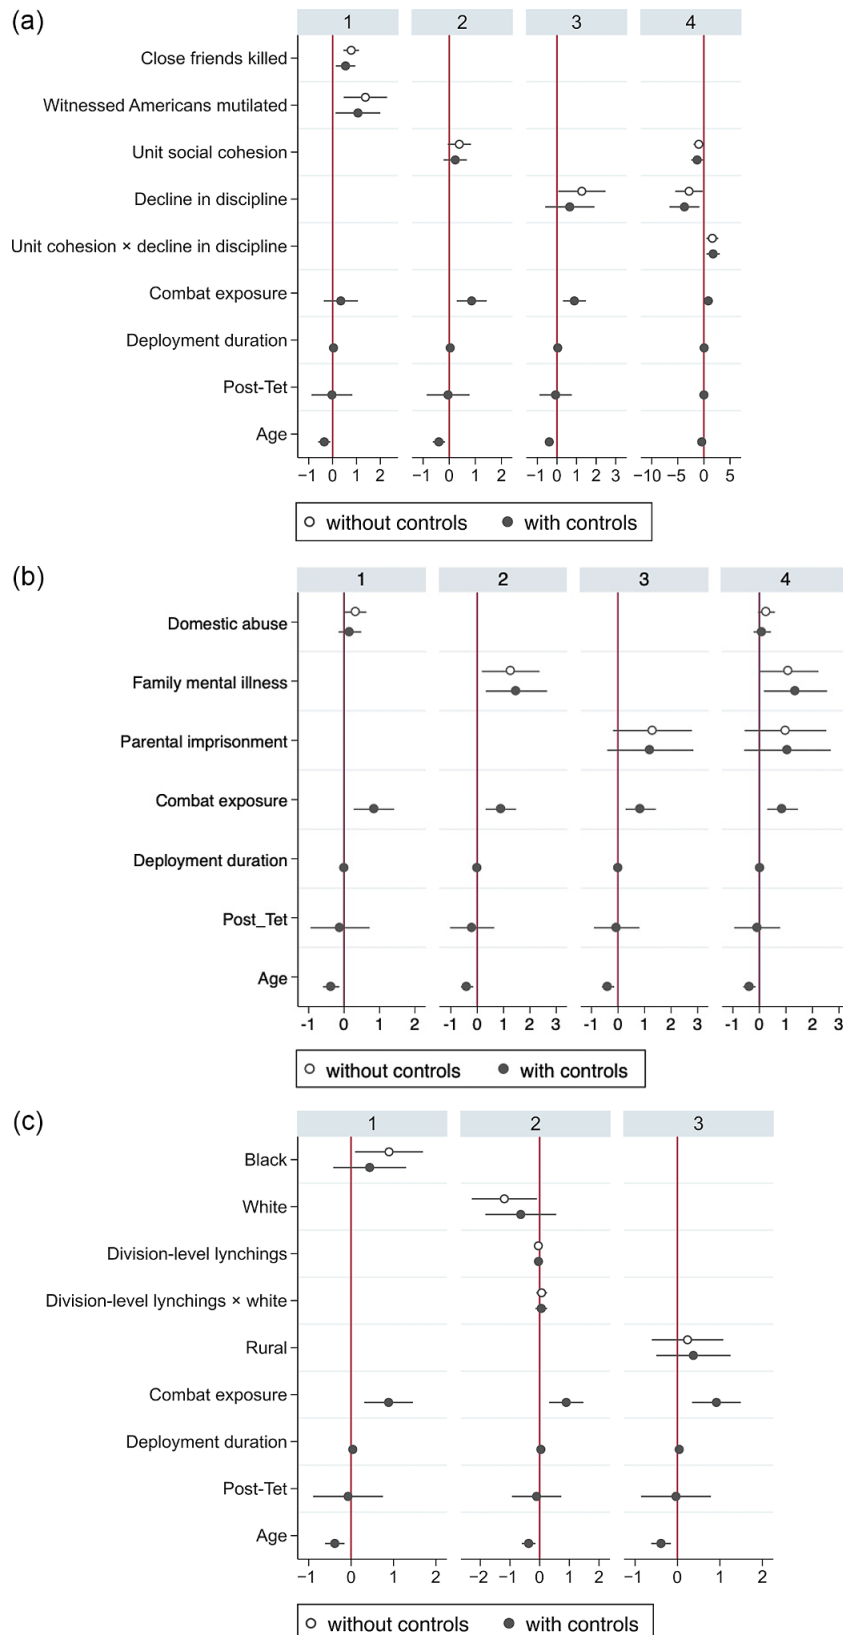 (a)
1 2 3 4
Close friends killed
Witnessed Americans mutilated
Unit social cohesion
Decline in discipline
Unit cohesion × decline in discipline
Combat exposure
Deployment duration
Post-Tet
Age
−1 0 1 2 −1 0 1 2 −1 0 1 2 3 −10 −5 0 5
without controls with controls
(b)
1 2 3 4
Domestic abuse
Family mental illness
Parental imprisonment
Combat exposure
Deployment duration
Post_Tet
Age
-1 0 1 2 -1 0 1 2 3 -1 0 1 2 3 -1 0 1 2 3
without controls with controls
(c)
1 2 3
Black
White
Division-level lynchings
Division-level lynchings × white
Rural
Combat exposure
Deployment duration
Post-Tet
Age
−1 0 1 2 −2 −1 0 1 2 −1 0 1 2
without controls with controls